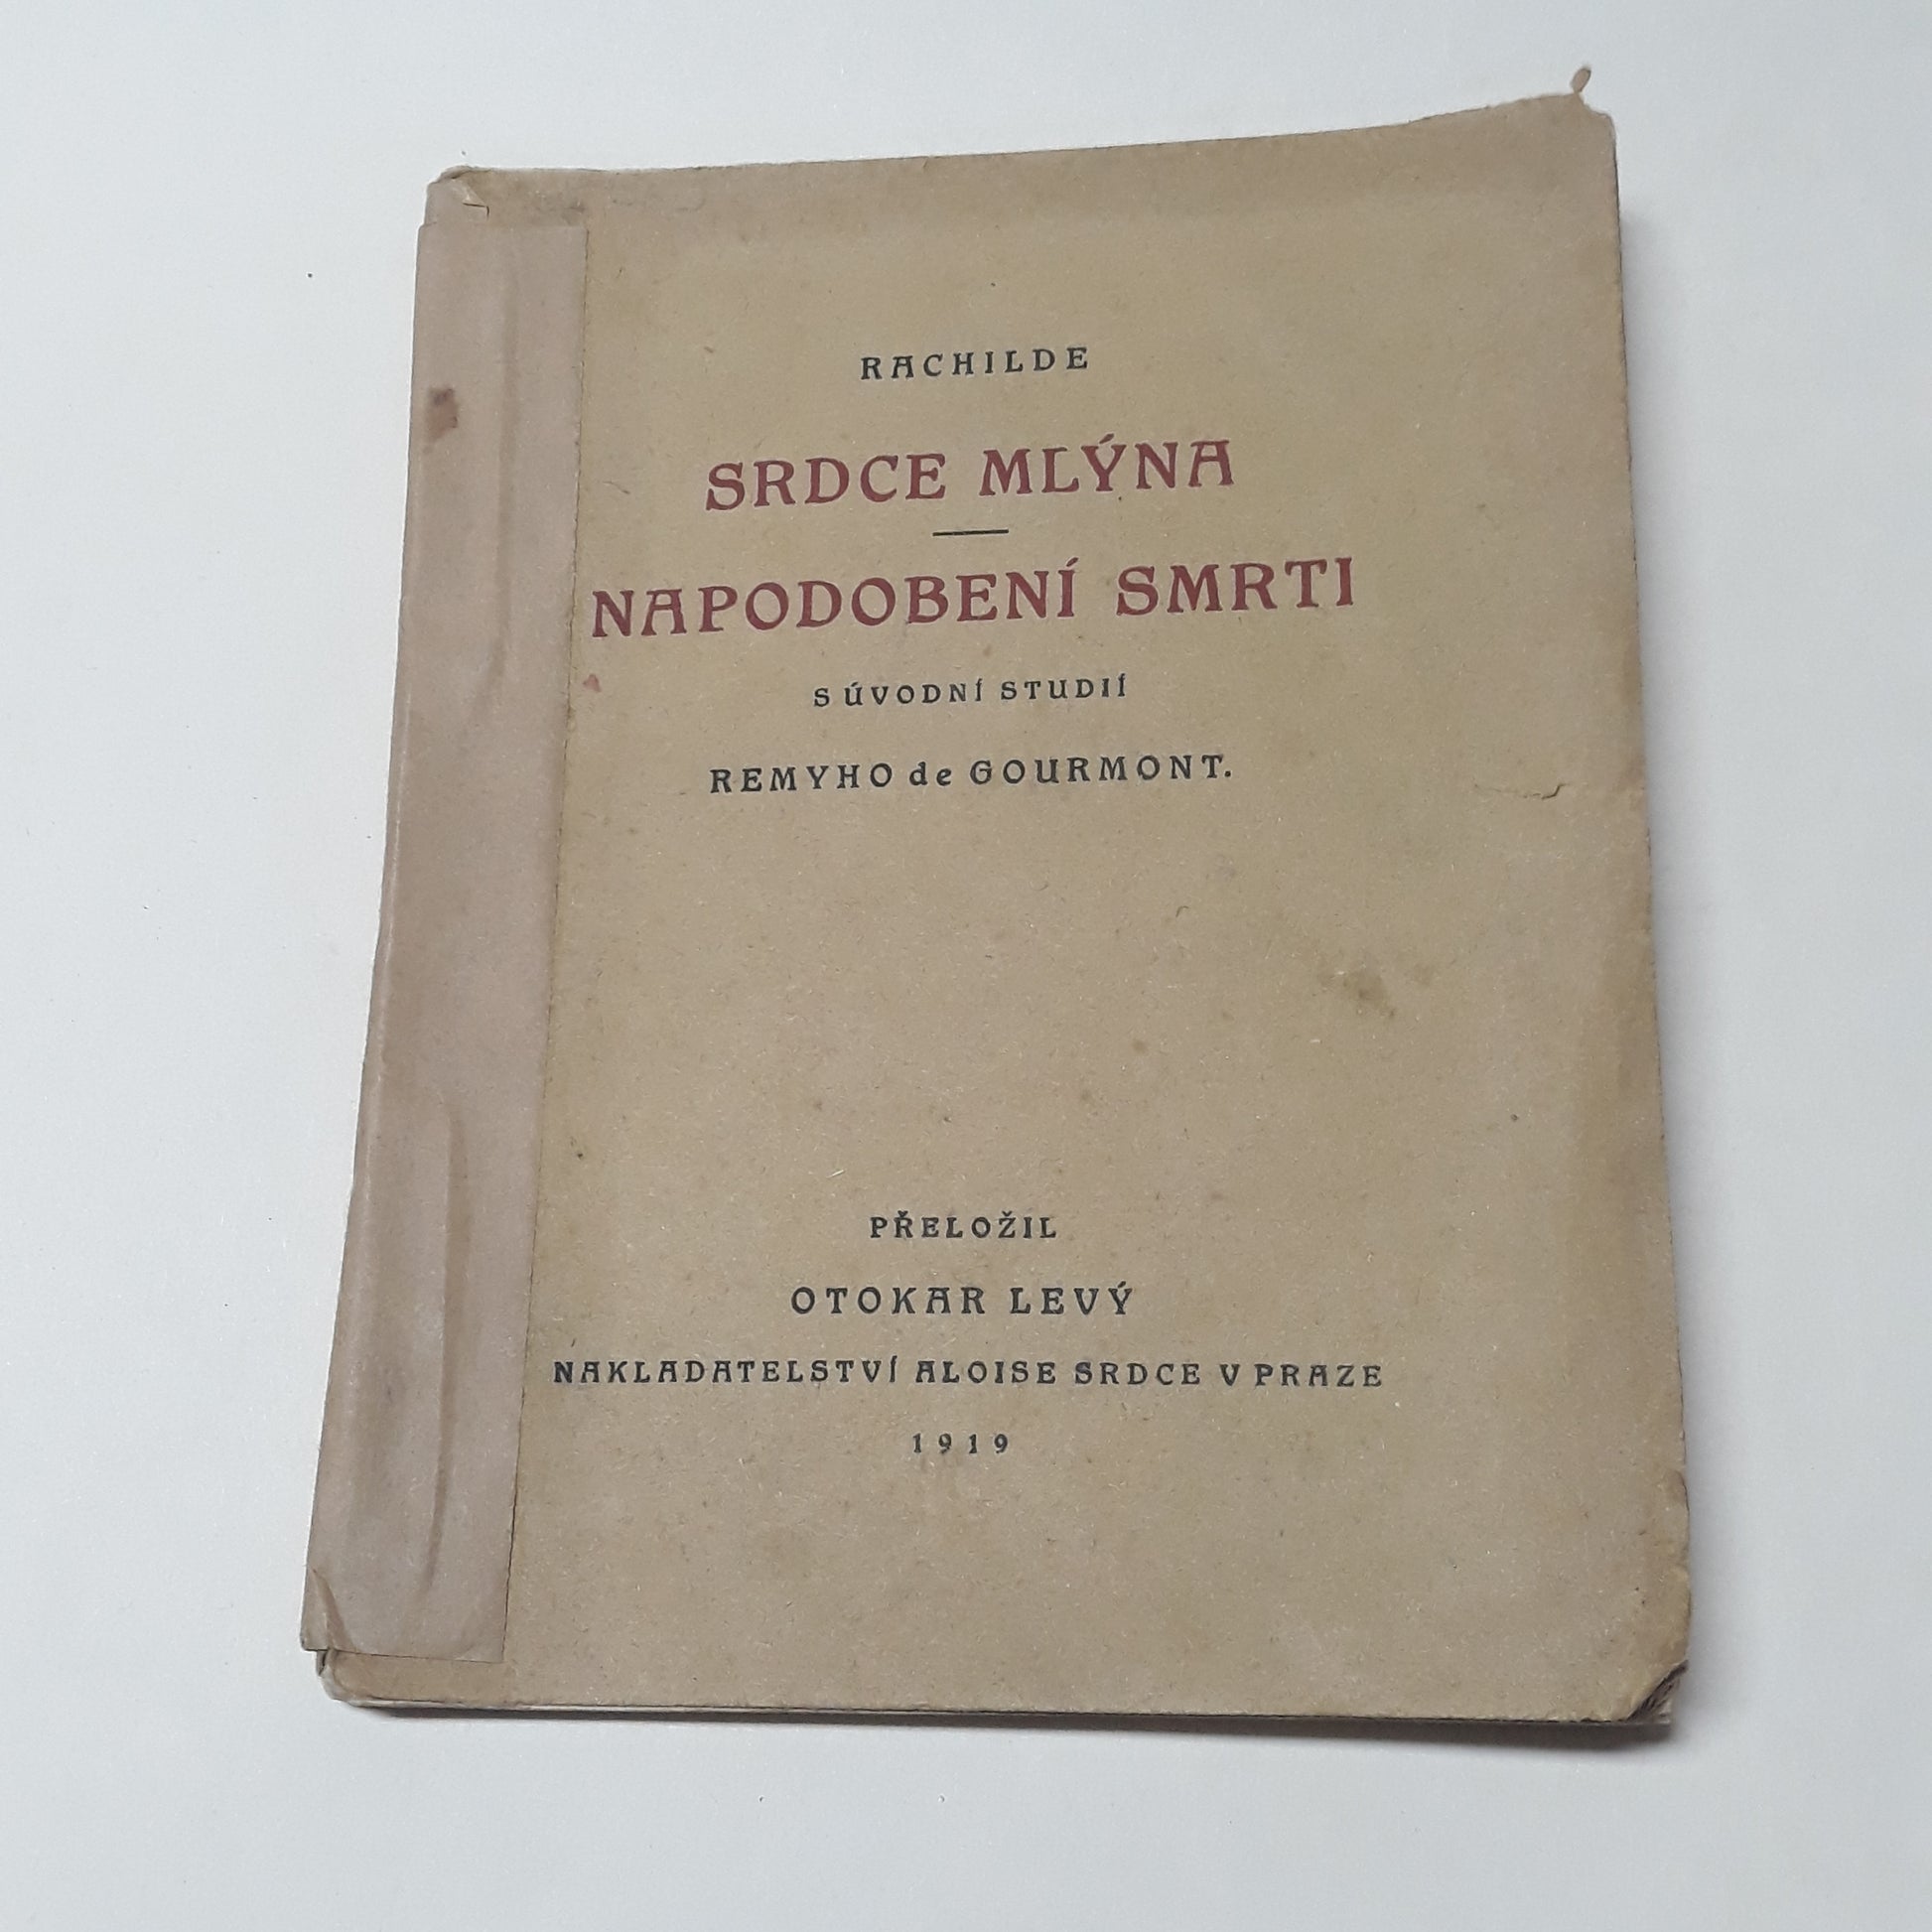 RACHILDE
SRDCE MLÝNA
NAPODOBENÍ SMRTI
S ÚVODNÍ STUDIÍ
REMYHO de GOURMONT.
PŘELOŽIL
OTOKAR LEVÝ
NAKLADATELSTVÍ ALOISE SRDCE V PRAZE
1919